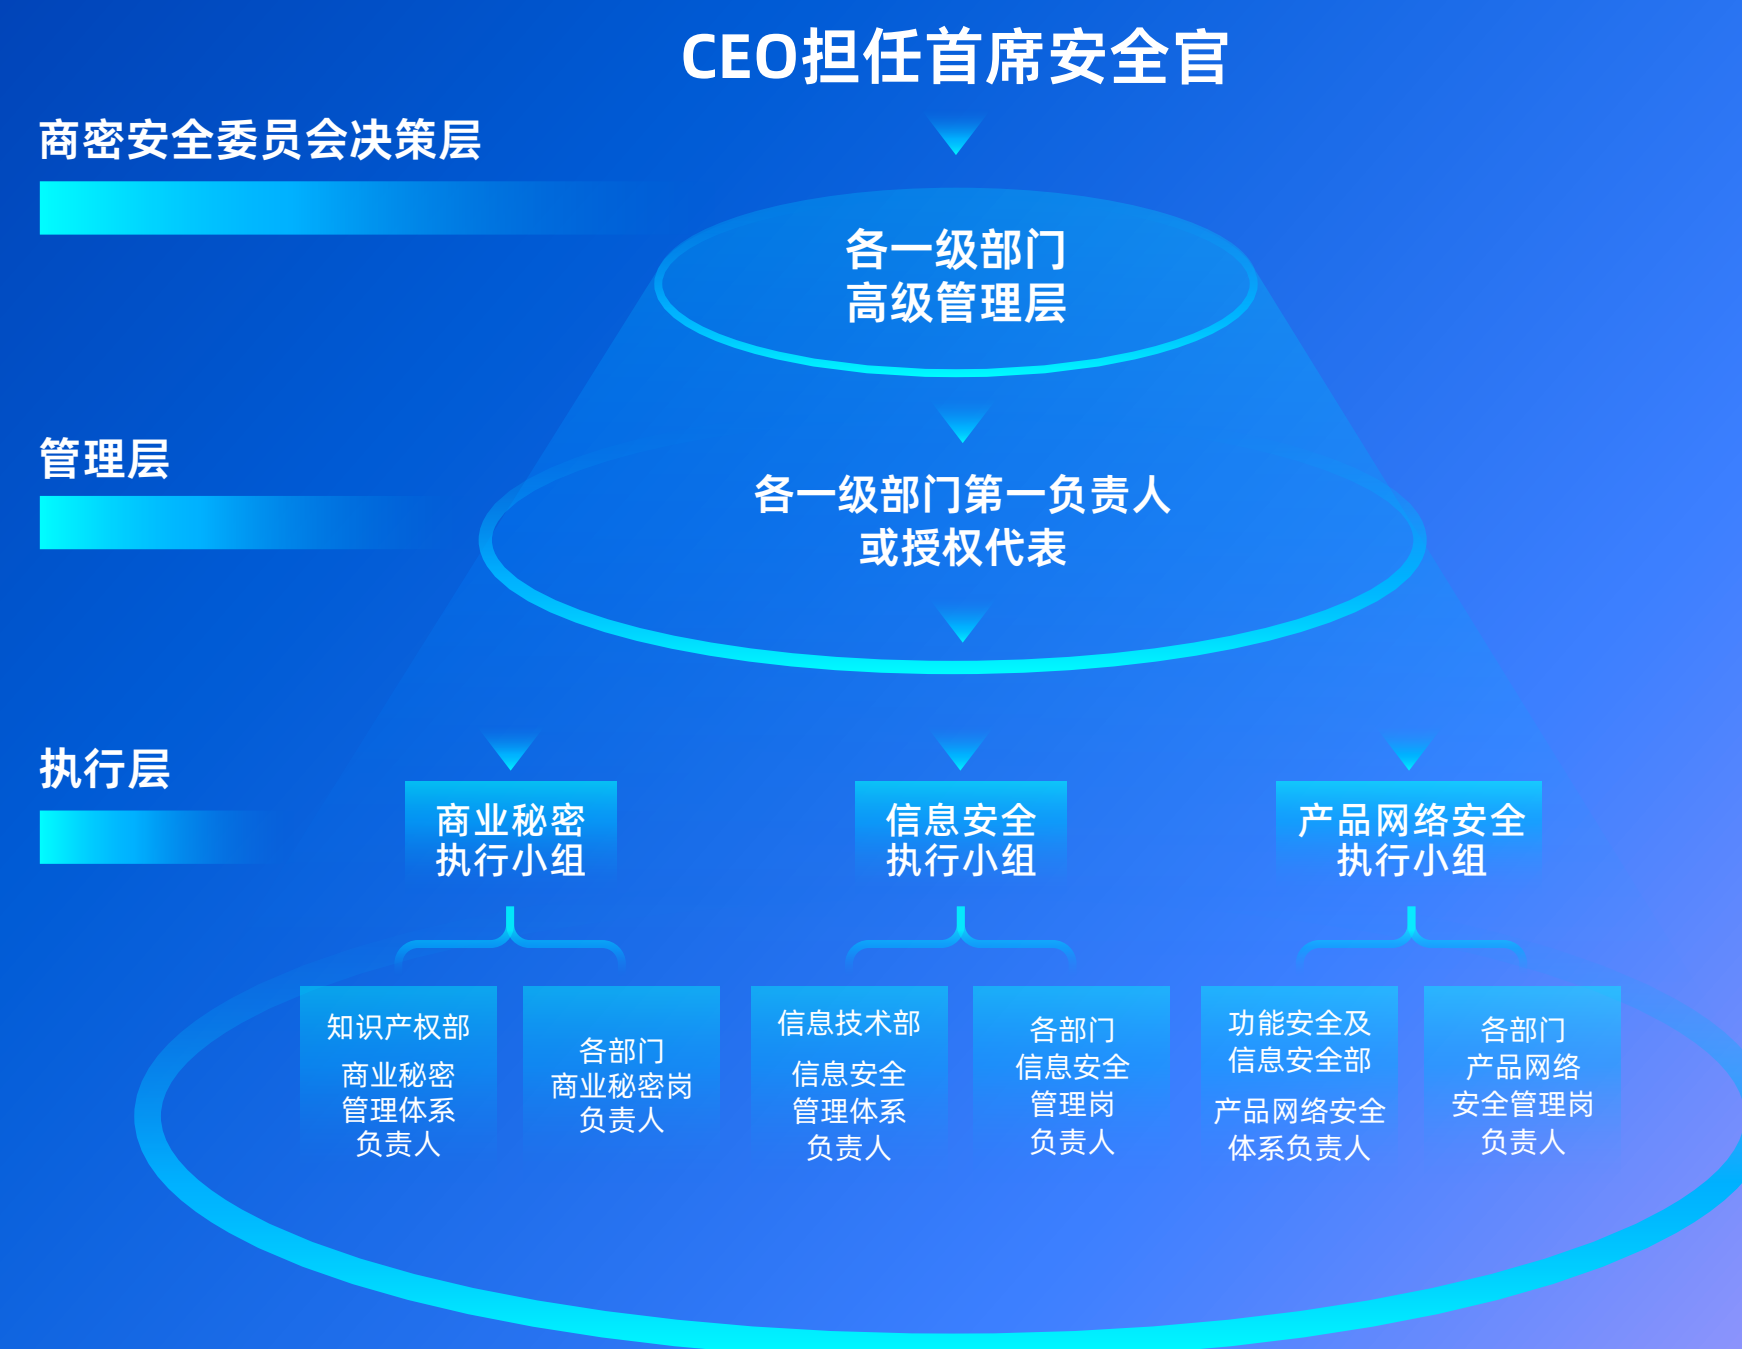 CEO担任首席安全官
商密安全委员会决策层
各一级部门
高级管理层
管理层
各一级部门第一负责人
或授权代表
执行层
商业秘密
执行小组
信息安全
执行小组
产品网络安全
执行小组
知识产权部
商业秘密
管理体系
负责人
各部门
商业秘密岗
负责人
信息技术部
信息安全
管理体系
负责人
各部门
信息安全
管理岗
负责人
功能安全及
信息安全部
产品网络安全
体系负责人
各部门
产品网络
安全管理岗
负责人